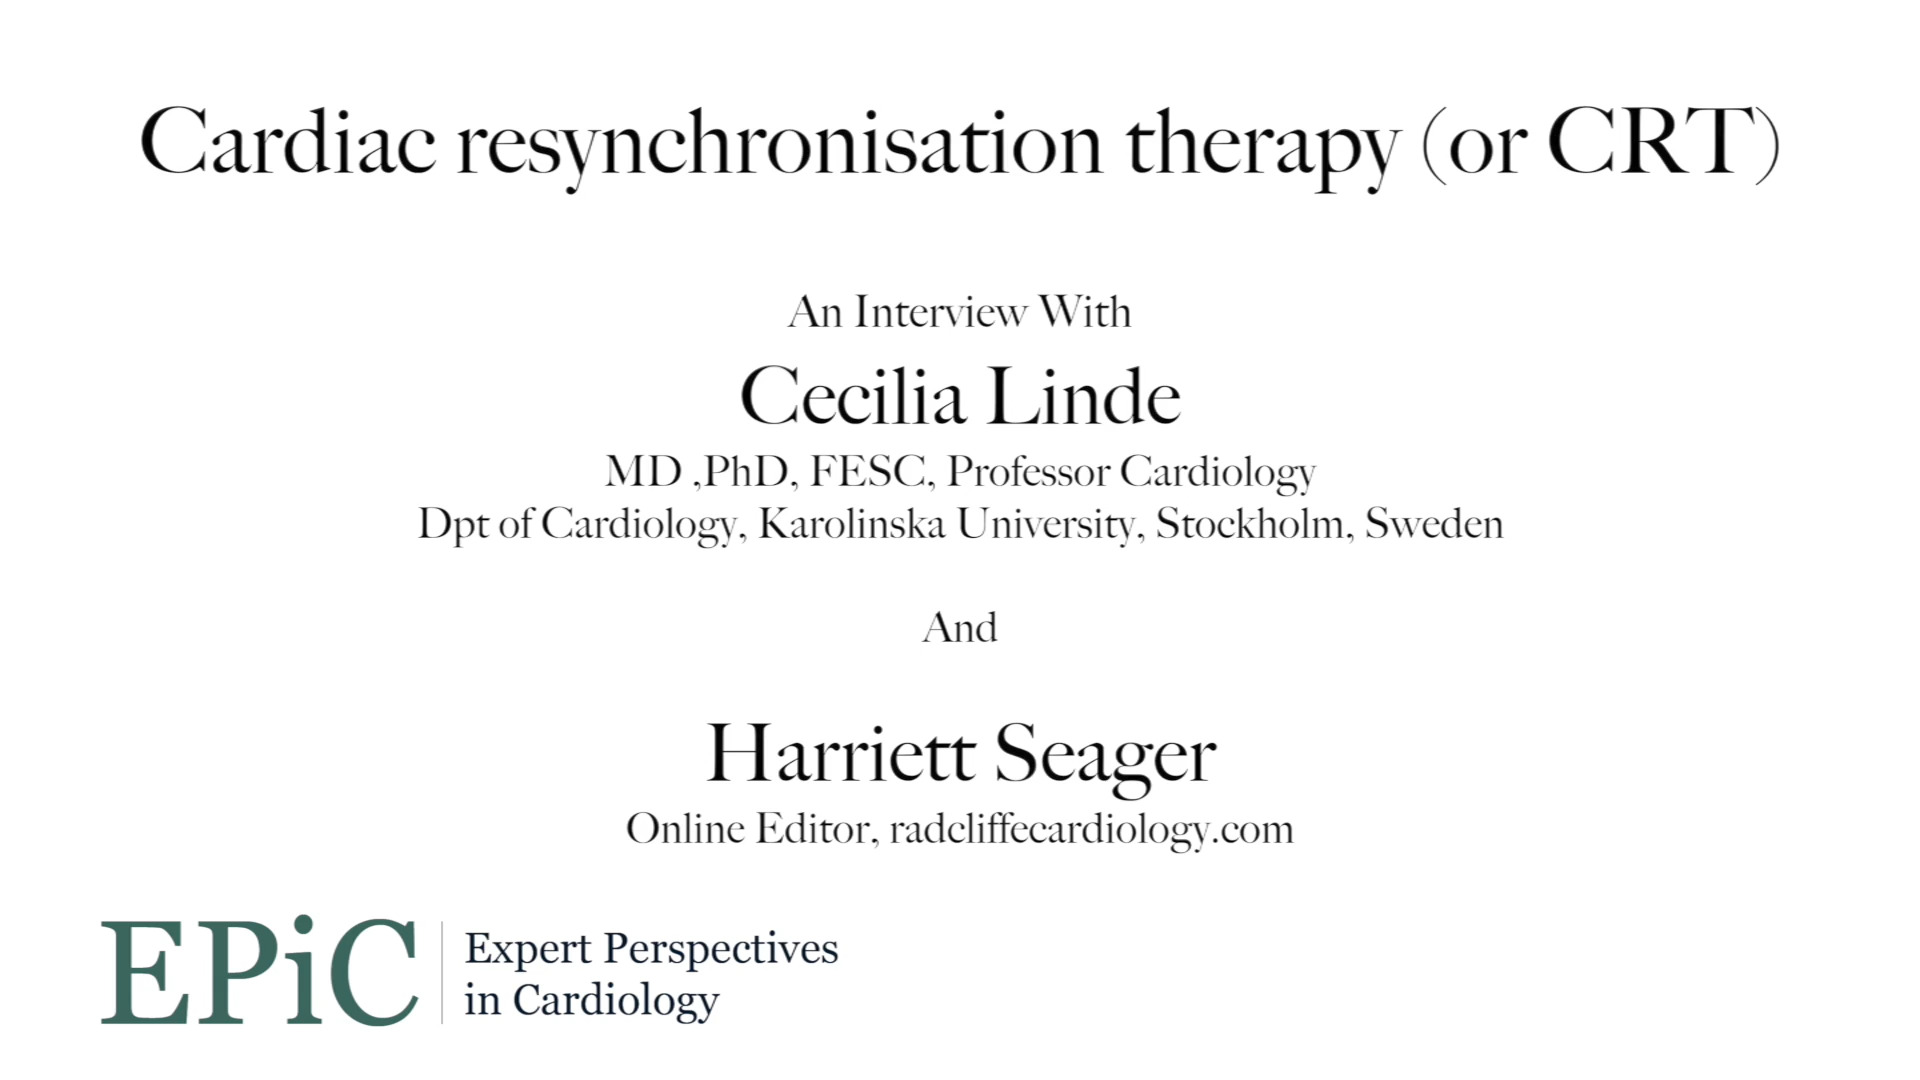 Cardiac resynchronisation therapy (or CRT)
An Interview With
Cecilia Linde
MD ,PhD, FESC, Professor Cardiology
Dpt of Cardiology, Karolinska University, Stockholm, Sweden
And
Harriett Seager
Online Editor, radcliffecardiology.com
EPiC
Expert Perspectives
in Cardiology